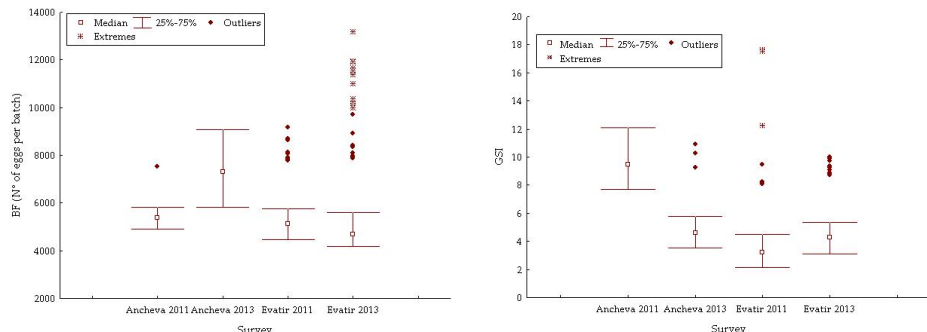 14000
Median 25%-75% Outliers
Extremes
12000
10000
8000
6000
4000
2000
BF (N° of eggs per batch)
Ancheva 2011 Ancheva 2013 Evatir 2011 Evatir 2013
Survey
20
18
Median 25%-75% Outliers
Extremes
16
14
12
10
8
6
4
2
0
GSI
Ancheva 2011 Ancheva 2013 Evatir 2011 Evatir 2013
Survey